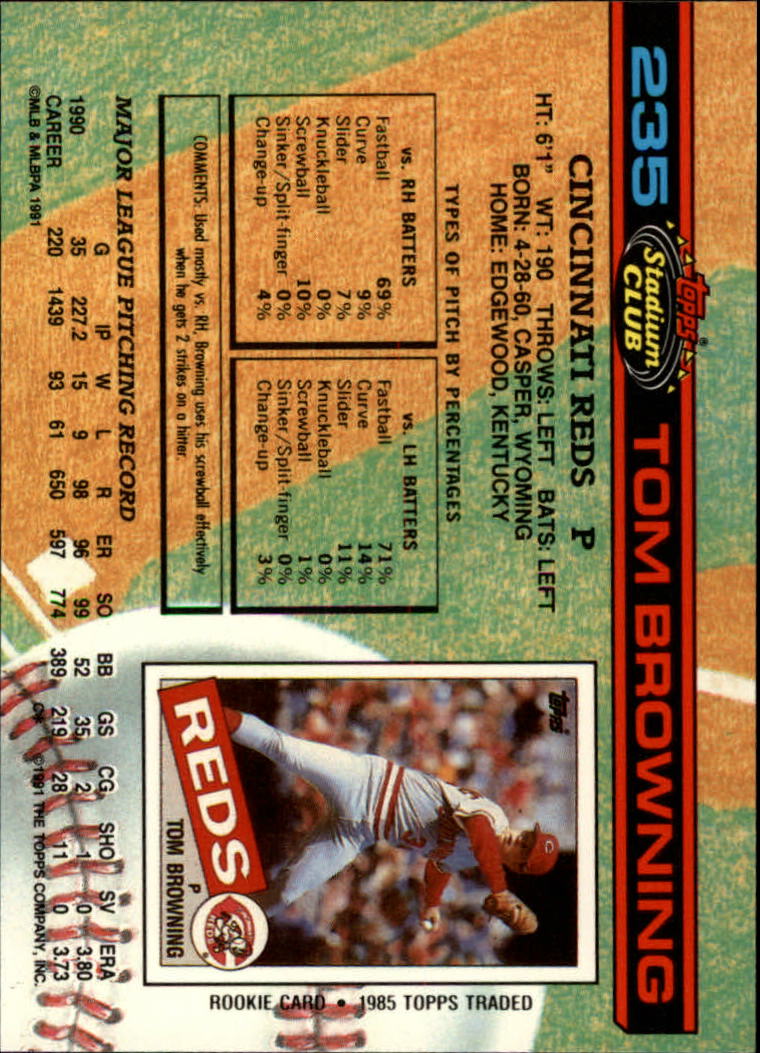 235
topps®
Stadium
CLUB
TOM BROWNING
CINCINNATI REDS P
HT: 6'1" WT: 190 THROWS: LEFT BATS: LEFT
BORN: 4-28-60, CASPER, WYOMING
HOME: EDGEWOOD, KENTUCKY
TYPES OF PITCH BY PERCENTAGES
vs. RH BATTERS
Fastball 69%
Curve 9%
Slider 7%
Knuckleball 0%
Screwball 10%
Sinker/Split-finger 0%
Change-up 4%
vs. LH BATTERS
Fastball 71%
Curve 14%
Slider 11%
Knuckleball 0%
Screwball 1%
Sinker/Split-finger 0%
Change-up 3%
COMMENTS: Used mostly vs. RH, Browning uses his screwball effectively
when he gets 2 strikes on a hitter.
topps
REDS
P
TOM BROWNING
ROOKIE CARD • 1985 TOPPS TRADED
MAJOR LEAGUE PITCHING RECORD
G IP W L R ER SO BB GS CG SHO SV ERA
1990 35 227.2 15 9 98 96 99 52 35 2 1 0 3.80
CAREER 220 1439 93 61 650 597 774 389 219 28 11 0 3.73
©MLB & MLBPA 1991
C* ©1991 THE TOPPS COMPANY, INC.